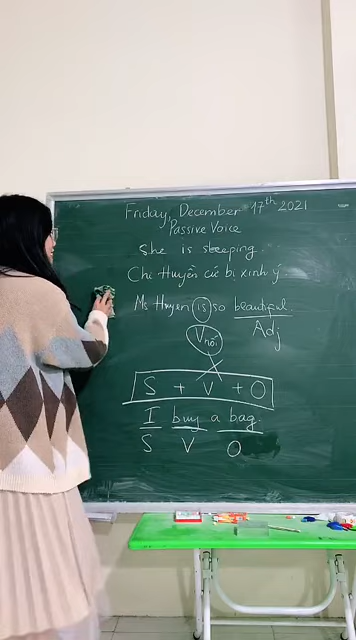 Friday, December 17th 2021
Passive Voice
She is sleeping
Chị Huyền cứ bị xinh ý
Ms Huyen is so beautiful.
Vnối
Adj
S + V + O
I buy a bag.
S V O